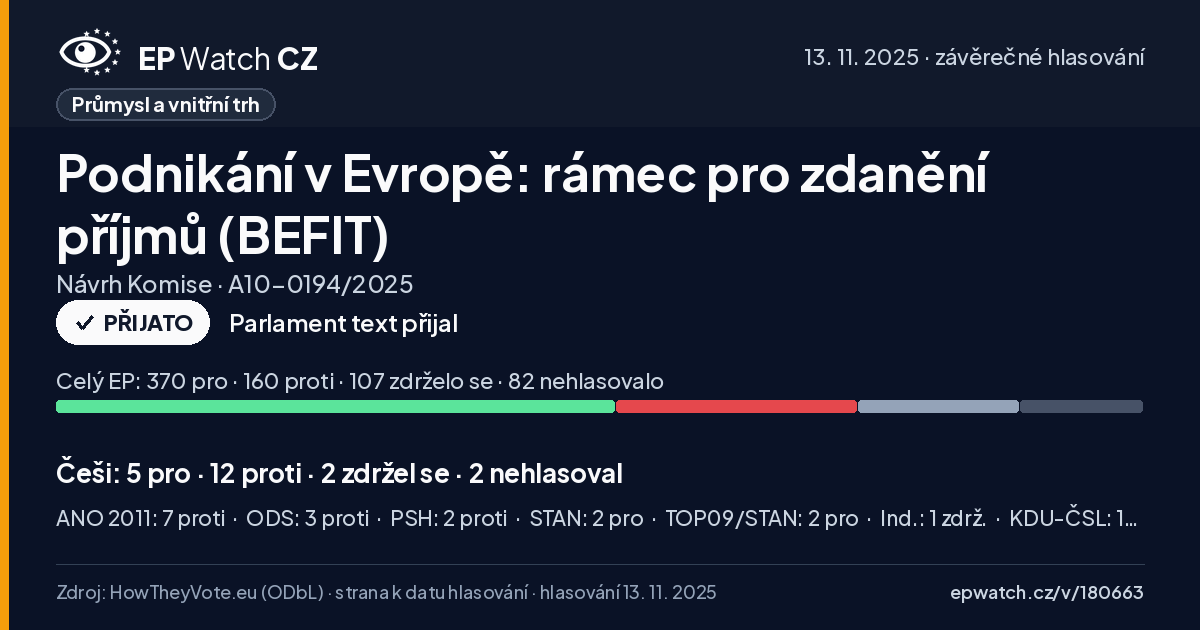 EP Watch CZ
13. 11. 2025 · závěrečné hlasování
Průmysl a vnitřní trh
Podnikání v Evropě: rámec pro zdanění
příjmů (BEFIT)
Návrh Komise · A10–0194/2025
✓ PŘIJATO Parlament text přijal
Celý EP: 370 pro · 160 proti · 107 zdrželo se · 82 nehlasovalo
Češi: 5 pro · 12 proti · 2 zdržel se · 2 nehlasoval
ANO 2011: 7 proti · ODS: 3 proti · PSH: 2 proti · STAN: 2 pro · TOP09/STAN: 2 pro · Ind.: 1 zdrž. · KDU-ČSL: 1…
Zdroj: HowTheyVote.eu (ODbL) · strana k datu hlasování · hlasování 13. 11. 2025
epwatch.cz/v/180663